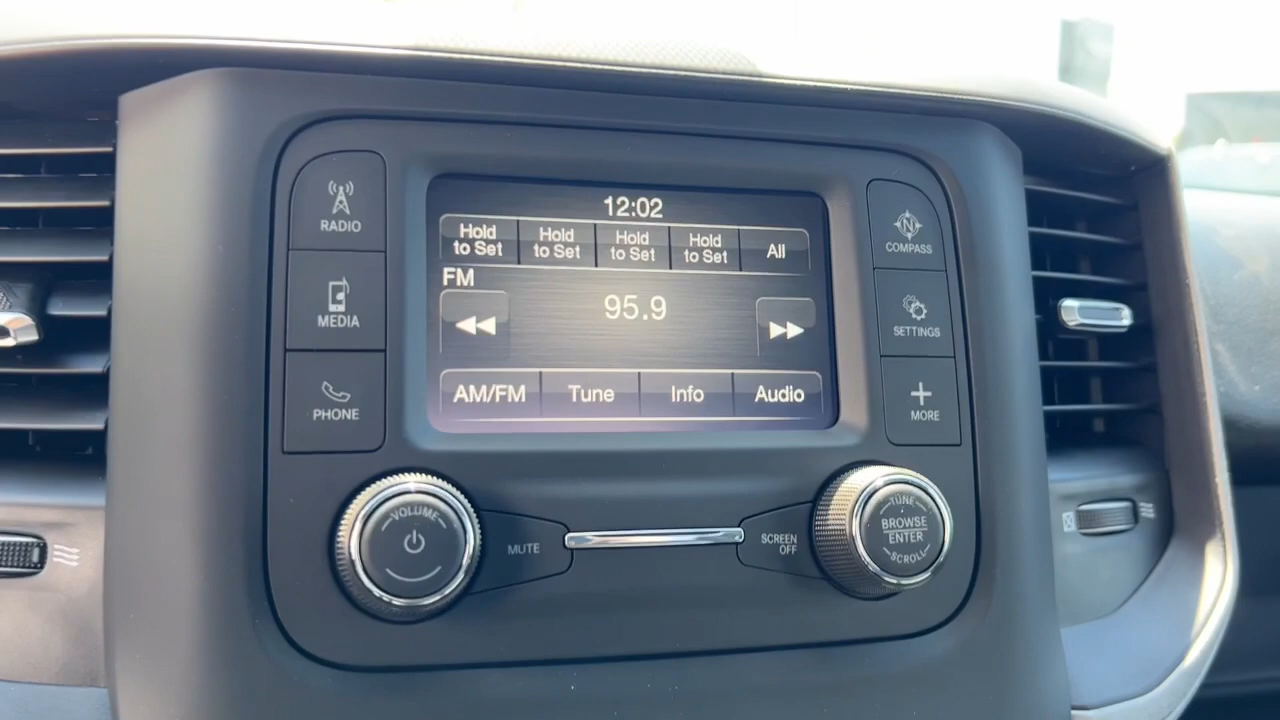 12:02
Hold to Set
Hold to Set
Hold to Set
Hold to Set
All
FM
95.9
AM/FM
Tune
Info
Audio
RADIO
MEDIA
PHONE
N
COMPASS
SETTINGS
MORE
VOLUME
MUTE
SCREEN
OFF
TUNE
BROWSE
ENTER
SCROLL